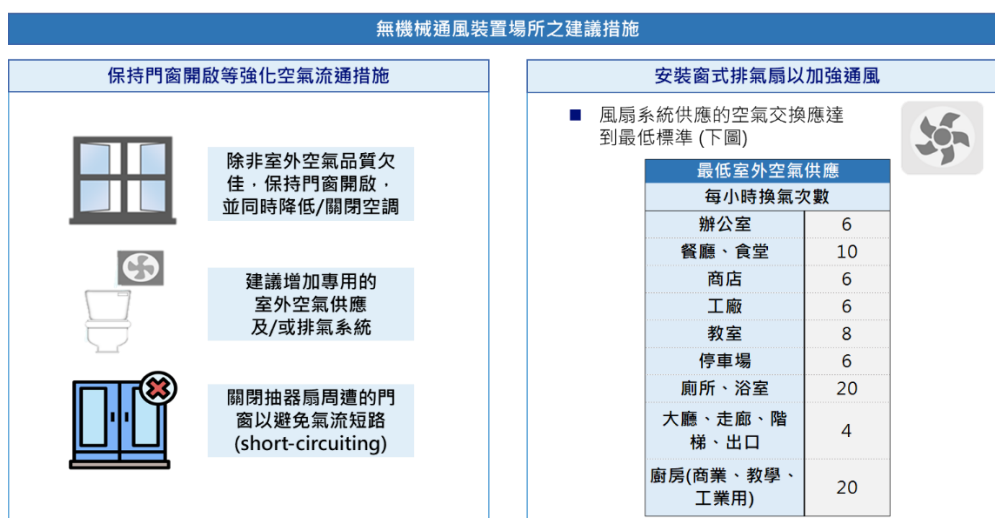 無機械通風裝置場所之建議措施
保持門窗開啟等強化空氣流通措施
除非室外空氣品質欠
佳，保持門窗開啟，
並同時降低/關閉空調
建議增加專用的
室外空氣供應
及/或排氣系統
關閉抽器扇周遭的門
窗以避免氣流短路
(short-circuiting)
安裝窗式排氣扇以加強通風
■ 風扇系統供應的空氣交換應達
到最低標準 (下圖)
最低室外空氣供應
每小時換氣次數
辦公室 6
餐廳、食堂 10
商店 6
工廠 6
教室 8
停車場 6
廁所、浴室 20
大廳、走廊、階
梯、出口 4
廚房(商業、教學、
工業用) 20